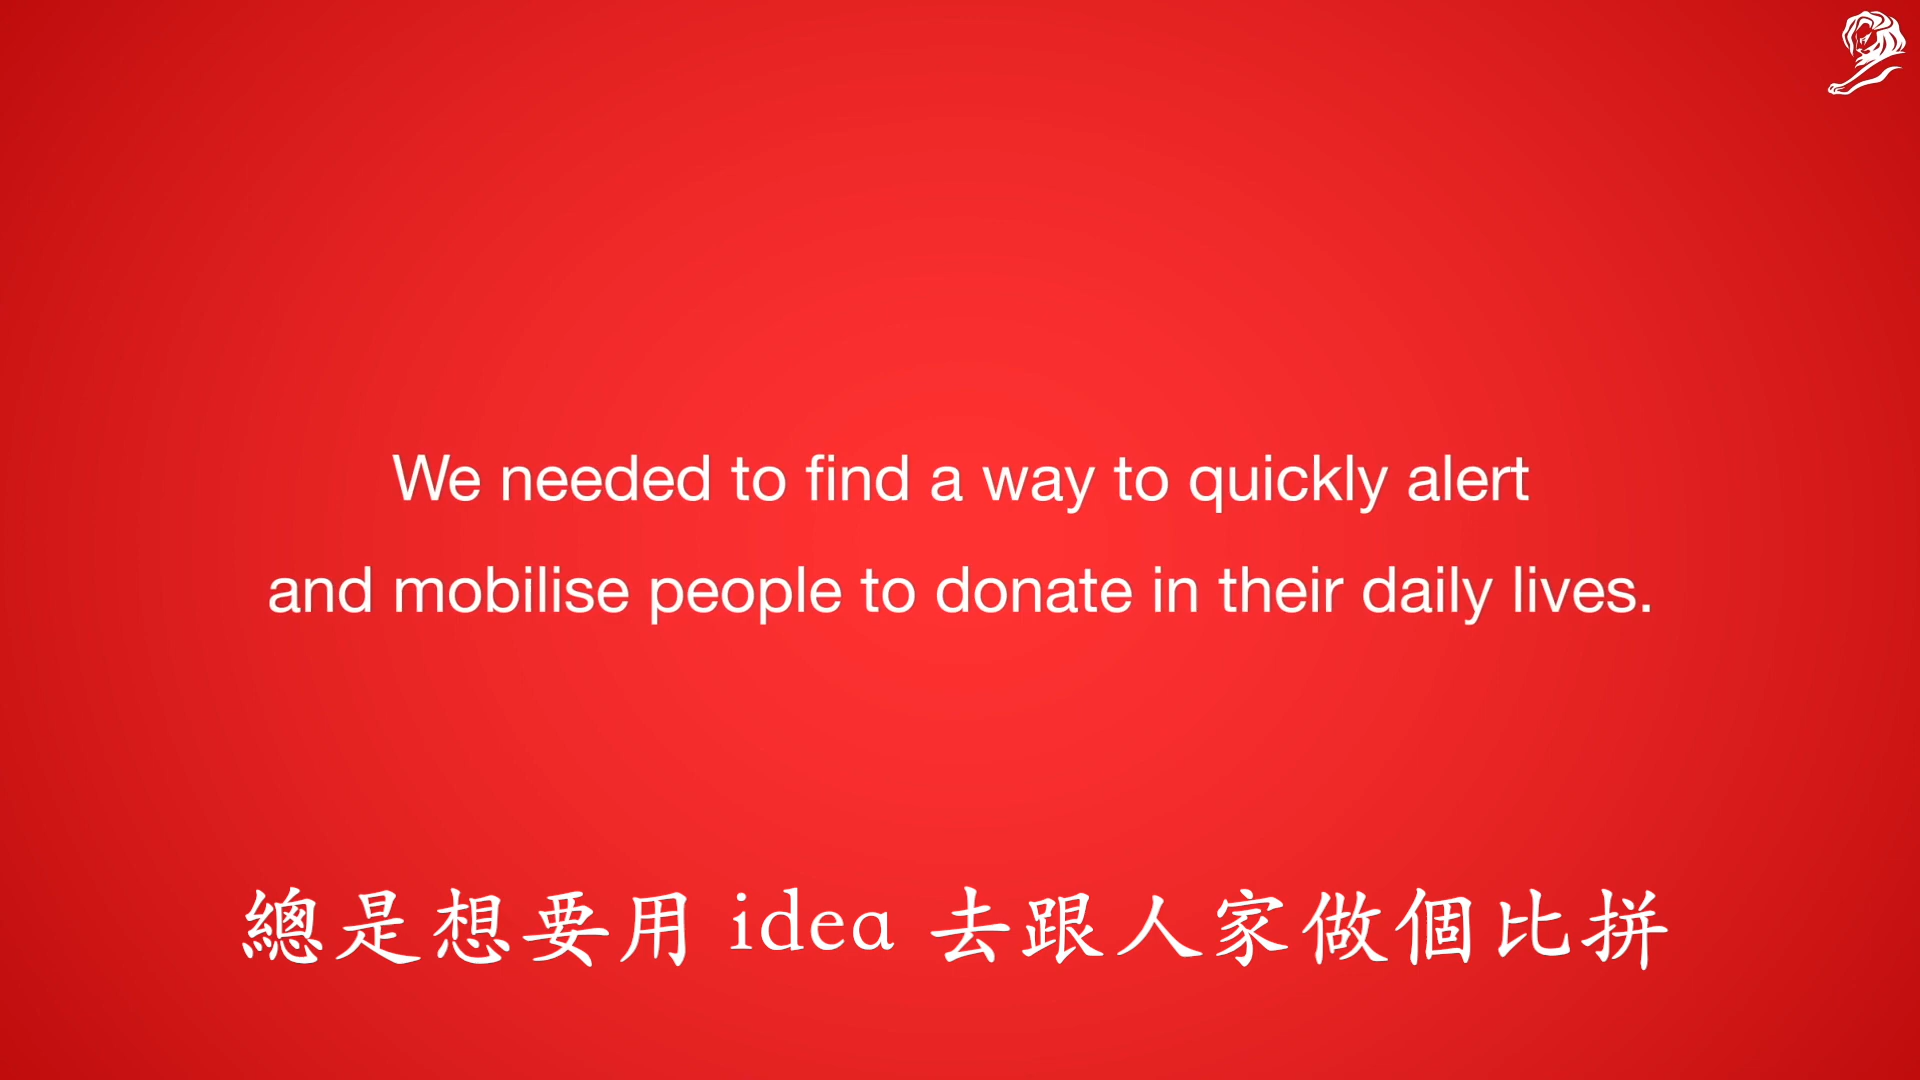 We needed to find a way to quickly alert
and mobilise people to donate in their daily lives.
總是想要用 idea 去跟人家做個比拼